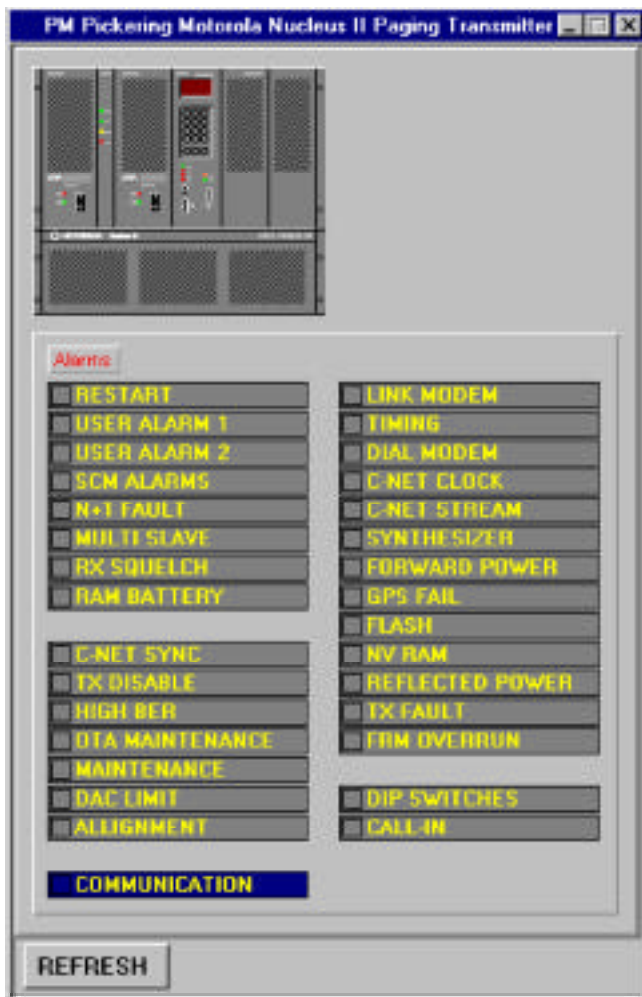 PM Pickering Motorola Nucleus II Paging Transmitter
Alarms
RESTART
USER ALARM 1
USER ALARM 2
SCM ALARMS
N+1 FAULT
MULTI SLAVE
RX SQUELCH
RAM BATTERY
C-NET SYNC
TX DISABLE
HIGH BER
OTA MAINTENANCE
MAINTENANCE
DAC LIMIT
ALLIGNMENT
COMMUNICATION
LINK MODEM
TIMING
DIAL MODEM
C-NET CLOCK
C-NET STREAM
SYNTHESIZER
FORWARD POWER
GPS FAIL
FLASH
NV RAM
REFLECTED POWER
TX FAULT
FRM OVERRUN
DIP SWITCHES
CALL-IN
REFRESH